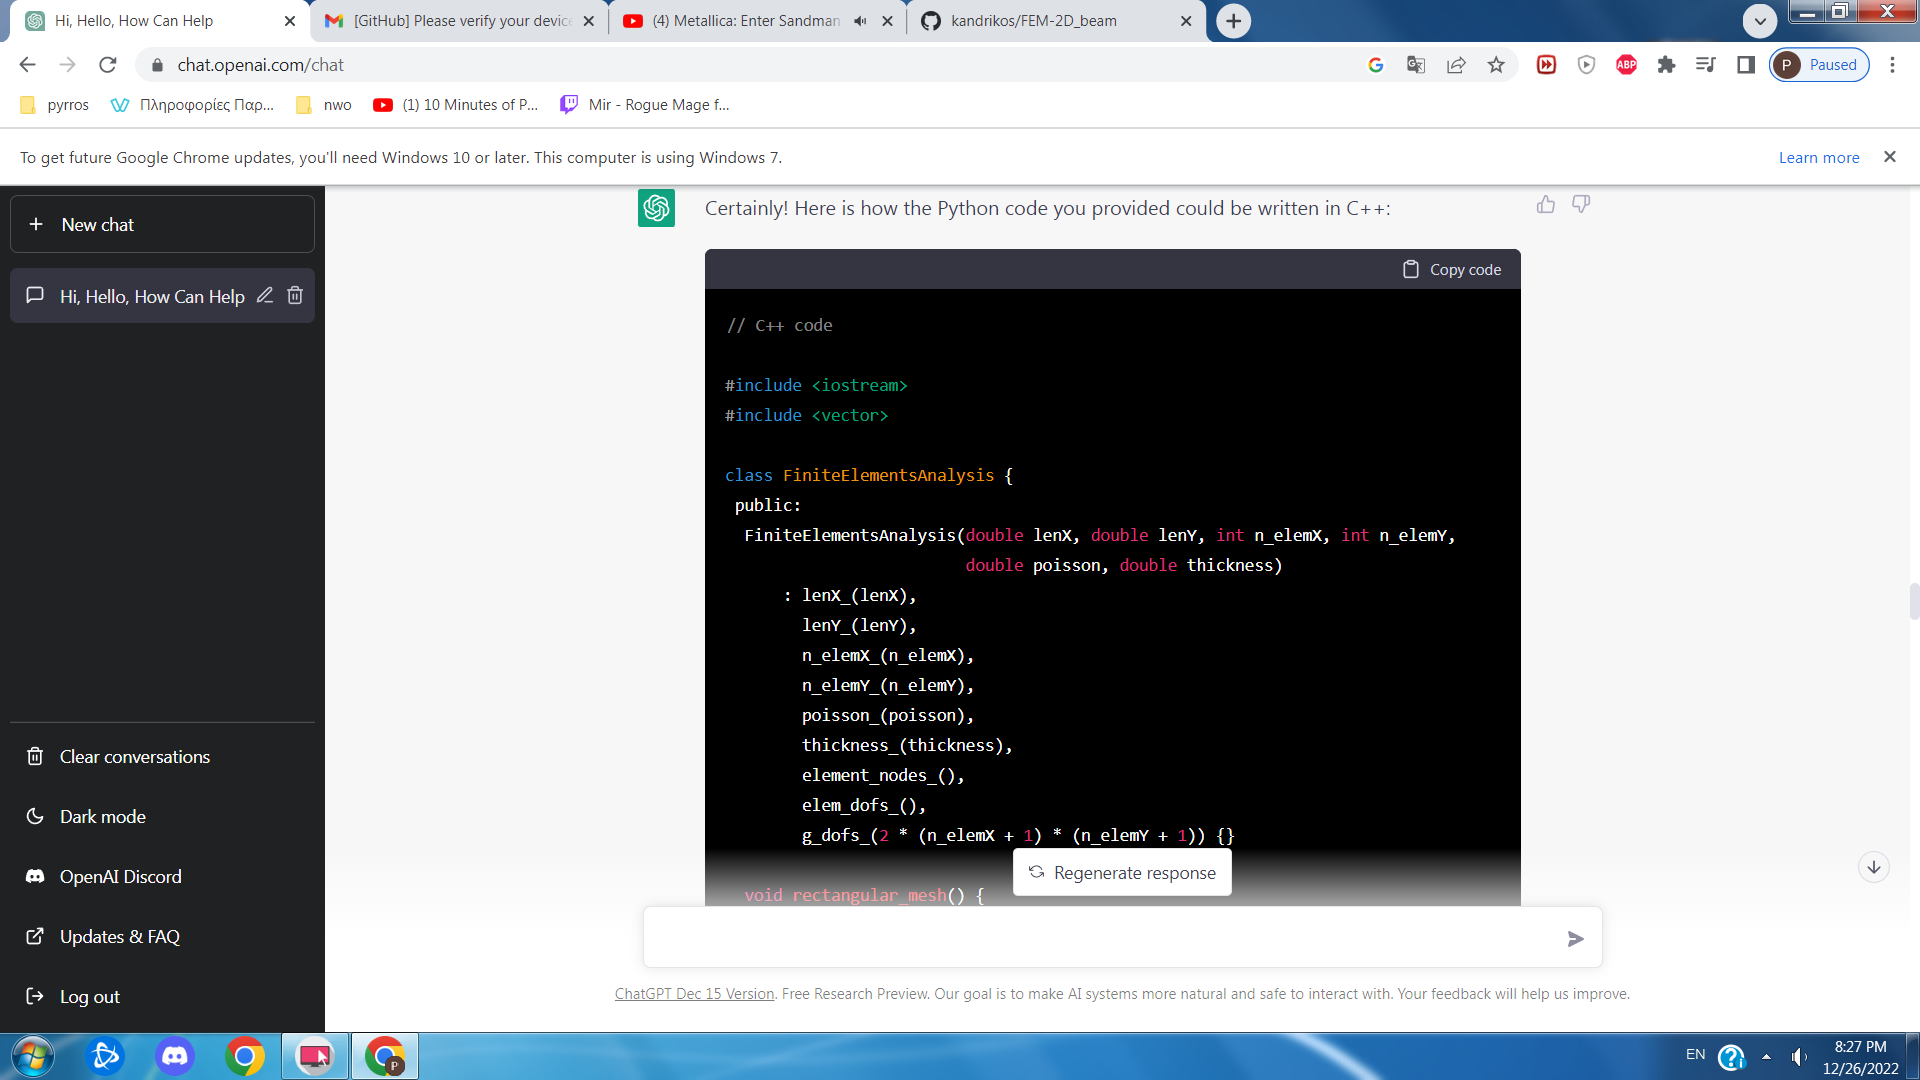 Hi, Hello, How Can Help
[GitHub] Please verify your device
(4) Metallica: Enter Sandman
kandrikos/FEM-2D_beam
chat.openai.com/chat
ABP
P
Paused
pyrros
Πληροφορίες Παρ...
nwo
(1) 10 Minutes of P...
Mir - Rogue Mage f...
To get future Google Chrome updates, you'll need Windows 10 or later. This computer is using Windows 7.
Learn more
New chat
Hi, Hello, How Can Help
Clear conversations
Dark mode
OpenAI Discord
Updates & FAQ
Log out
Certainly! Here is how the Python code you provided could be written in C++:
Copy code
// C++ code
#include <iostream>
#include <vector>
class FiniteElementsAnalysis {
public:
FiniteElementsAnalysis(double lenX, double lenY, int n_elemX, int n_elemY,
double poisson, double thickness)
: lenX_(lenX),
lenY_(lenY),
n_elemX_(n_elemX),
n_elemY_(n_elemY),
poisson_(poisson),
thickness_(thickness),
element_nodes_(),
elem_dofs_(),
g_dofs_(2 * (n_elemX + 1) * (n_elemY + 1)) {}
void rectangular_mesh() {
Regenerate response
ChatGPT Dec 15 Version. Free Research Preview. Our goal is to make AI systems more natural and safe to interact with. Your feedback will help us improve.
P
EN
8:27 PM
12/26/2022